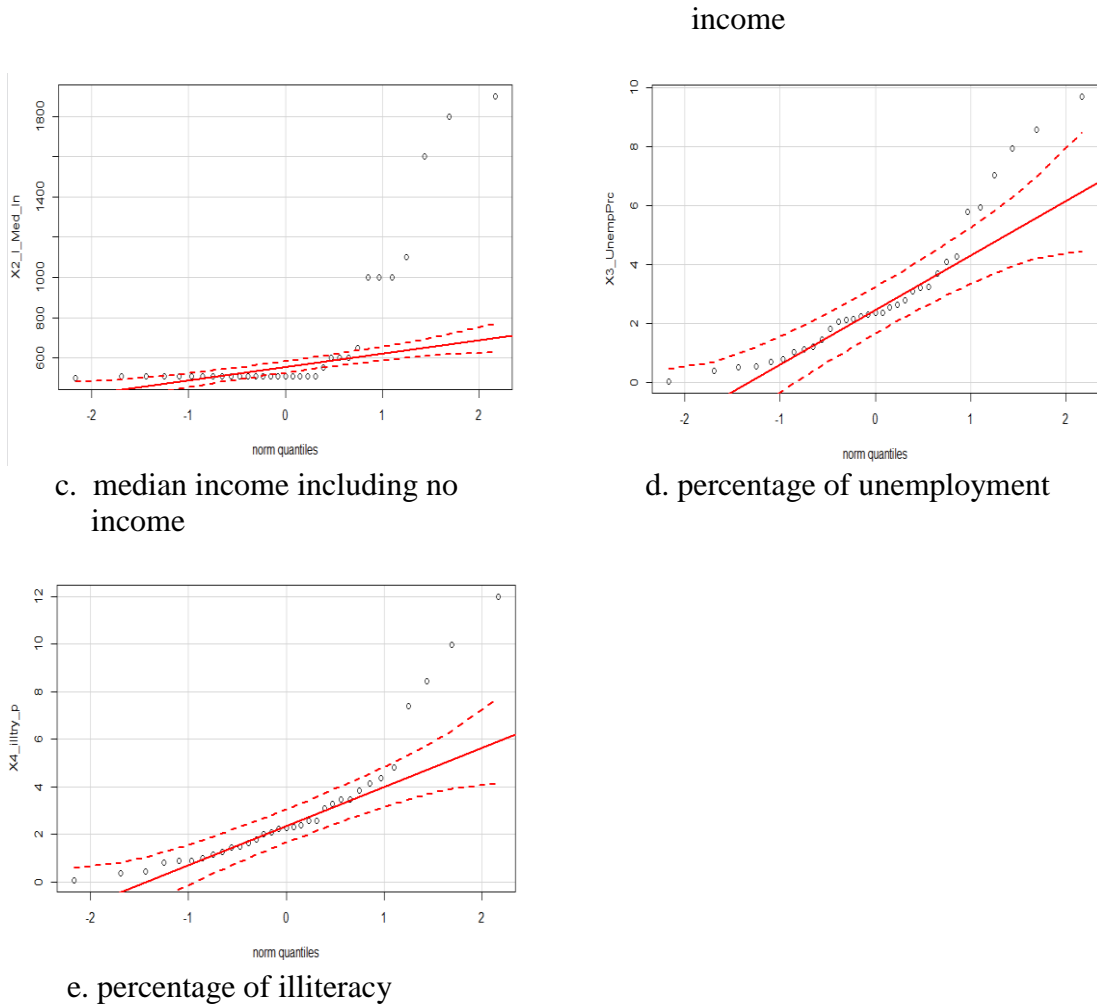 income
1800
1400
1000
800
600
X2_I_Med_In
-2 -1 0 1 2
norm quantiles
c. median income including no
income
10
8
6
4
2
0
X3_UnempPrc
-2 -1 0 1 2
norm quantiles
d. percentage of unemployment
12
10
8
6
4
2
0
X4_illtry_p
-2 -1 0 1 2
norm quantiles
e. percentage of illiteracy